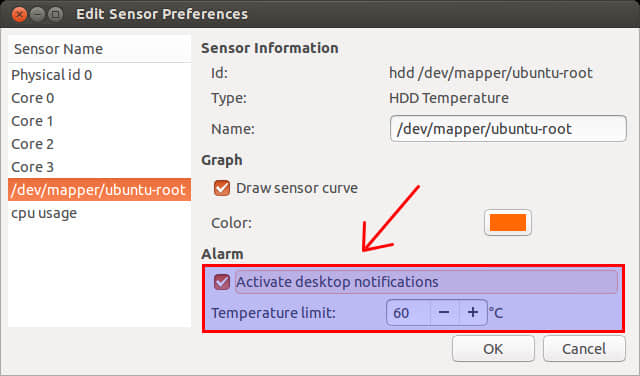 Edit Sensor Preferences
Sensor Name
Physical id 0
Core 0
Core 1
Core 2
Core 3
/dev/mapper/ubuntu-root
cpu usage
Sensor Information
Id: hdd /dev/mapper/ubuntu-root
Type: HDD Temperature
Name: /dev/mapper/ubuntu-root
Graph
Draw sensor curve
Color:
Alarm
Activate desktop notifications
Temperature limit: 60 − + °C
OK Cancel